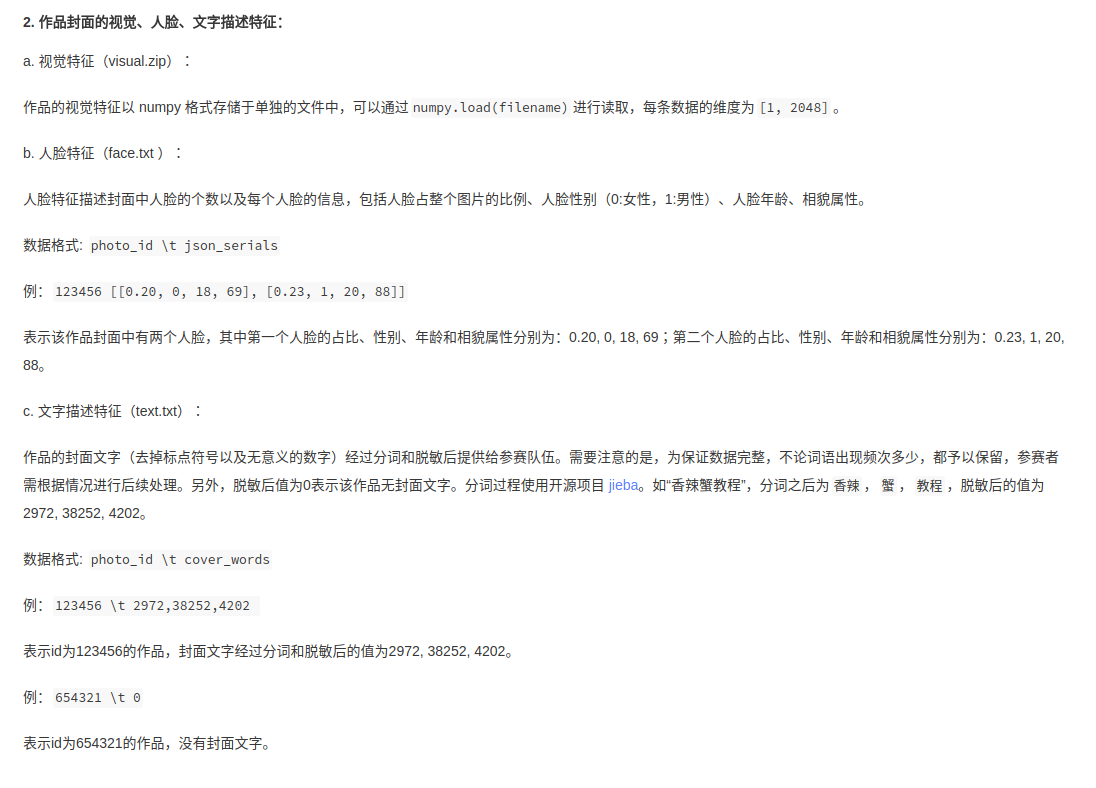 2. 作品封面的视觉、人脸、文字描述特征：
a. 视觉特征（visual.zip）：
作品的视觉特征以 numpy 格式存储于单独的文件中，可以通过 numpy.load(filename) 进行读取，每条数据的维度为 [1, 2048] 。
b. 人脸特征（face.txt ）：
人脸特征描述封面中人脸的个数以及每个人脸的信息，包括人脸占整个图片的比例、人脸性别（0:女性，1:男性）、人脸年龄、相貌属性。
数据格式: photo_id \t json_serials
例： 123456 [[0.20, 0, 18, 69], [0.23, 1, 20, 88]]
表示该作品封面中有两个人脸，其中第一个人脸的占比、性别、年龄和相貌属性分别为：0.20, 0, 18, 69；第二个人脸的占比、性别、年龄和相貌属性分别为：0.23, 1, 20,
88。
c. 文字描述特征（text.txt）：
作品的封面文字（去掉标点符号以及无意义的数字）经过分词和脱敏后提供给参赛队伍。需要注意的是，为保证数据完整，不论词语出现频次多少，都予以保留，参赛者
需根据情况进行后续处理。另外，脱敏后值为0表示该作品无封面文字。分词过程使用开源项目 jieba。如“香辣蟹教程”，分词之后为 香辣 ， 蟹 ， 教程 ，脱敏后的值为
2972, 38252, 4202。
数据格式: photo_id \t cover_words
例： 123456 \t 2972,38252,4202
表示id为123456的作品，封面文字经过分词和脱敏后的值为2972, 38252, 4202。
例： 654321 \t 0
表示id为654321的作品，没有封面文字。